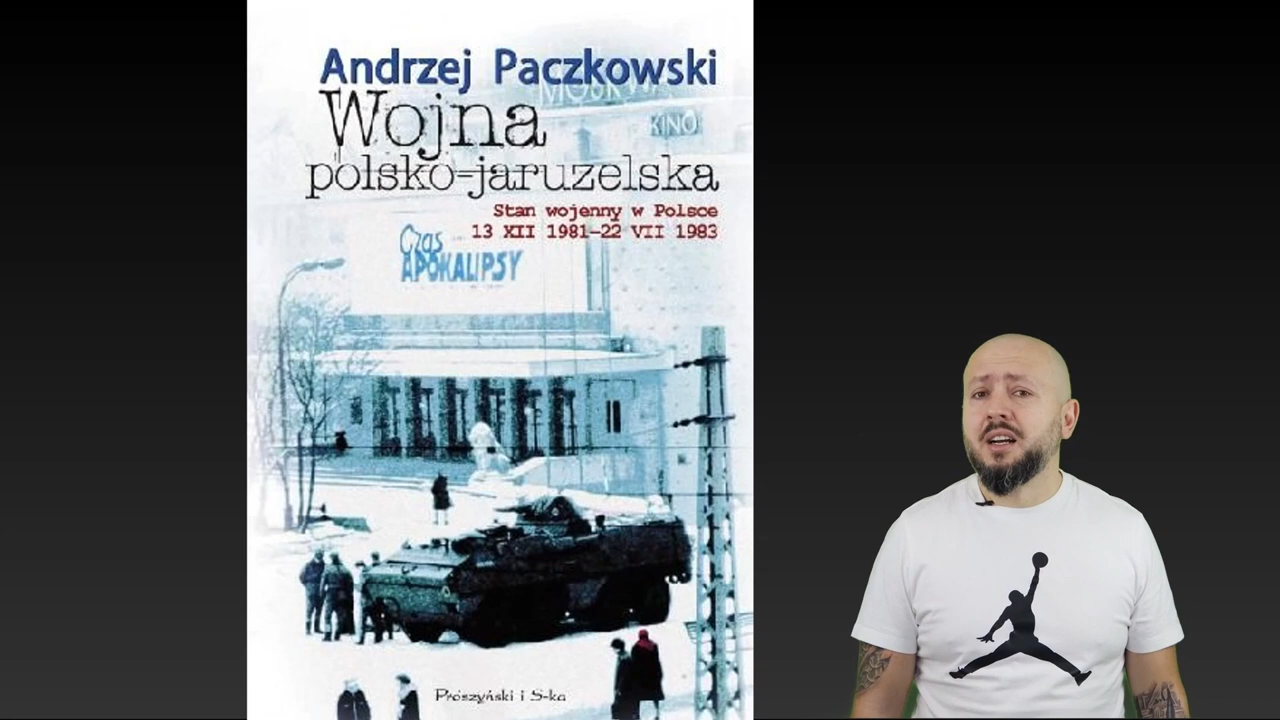 Andrzej Paczkowski
MOSKWA
KINO
Wojna
polsko-jaruzelska
Stan wojenny w Polsce
13 XII 1981–22 VII 1983
Czas
APOKALIPSY
Prószyński i S-ka